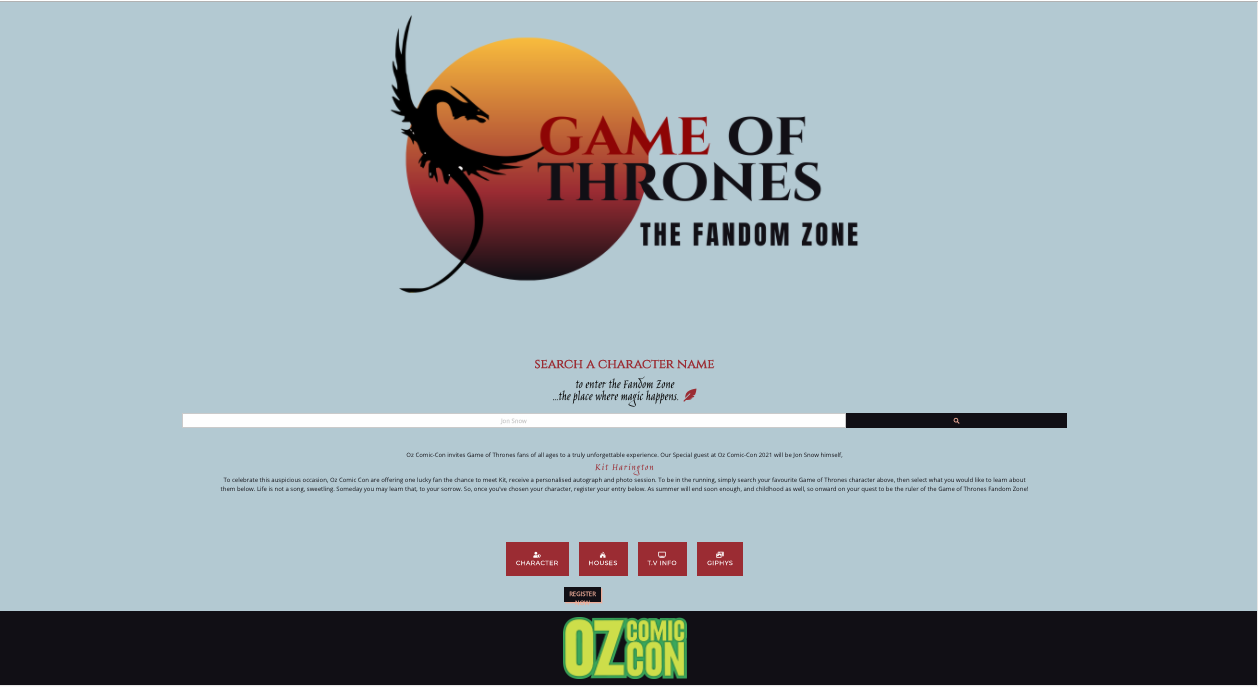 GAME OF
THRONES
THE FANDOM ZONE
SEARCH A CHARACTER NAME
to enter the Fandom Zone
...the place where magic happens.
Jon Snow
Oz Comic-Con invites Game of Thrones fans of all ages to a truly unforgettable experience. Our Special guest at Oz Comic-Con 2021 will be Jon Snow himself,
Kit Harington
To celebrate this auspicious occasion, Oz Comic Con are offering one lucky fan the chance to meet Kit, receive a personalised autograph and photo session. To be in the running, simply search your favourite Game of Thrones character above, then select what you would like to learn about
them below. Life is not a song, sweetling. Someday you may learn that, to your sorrow. So, once you've chosen your character, register your entry below. As summer will end soon enough, and childhood as well, so onward on your quest to be the ruler of the Game of Thrones Fandom Zone!
CHARACTER
HOUSES
T.V INFO
GIPHYS
REGISTER
OZ COMIC CON